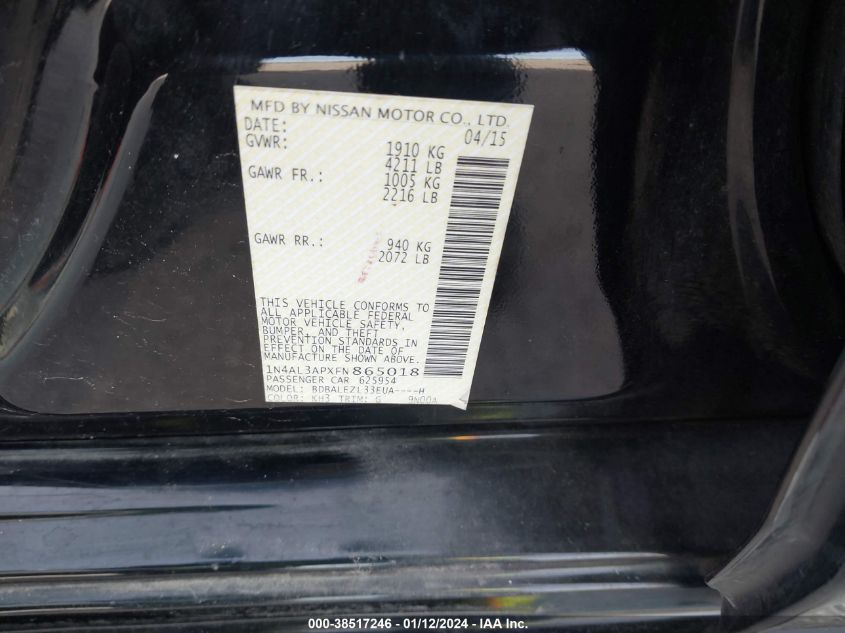 MFD BY NISSAN MOTOR CO., LTD.
DATE: 04/15
GVWR: 1910 KG
4211 LB
GAWR FR.: 1005 KG
2216 LB
GAWR RR.: 940 KG
2072 LB
THIS VEHICLE CONFORMS TO
ALL APPLICABLE FEDERAL
MOTOR VEHICLE SAFETY,
BUMPER, AND THEFT
PREVENTION STANDARDS IN
EFFECT ON THE DATE OF
MANUFACTURE SHOWN ABOVE.
1N4AL3APXFN865018
PASSENGER CAR 625954
MODEL: BDBALEZL33EUA----H
COLOR: KH3 TRIM: G 9N00A
000-38517246 - 01/12/2024 - IAA Inc.